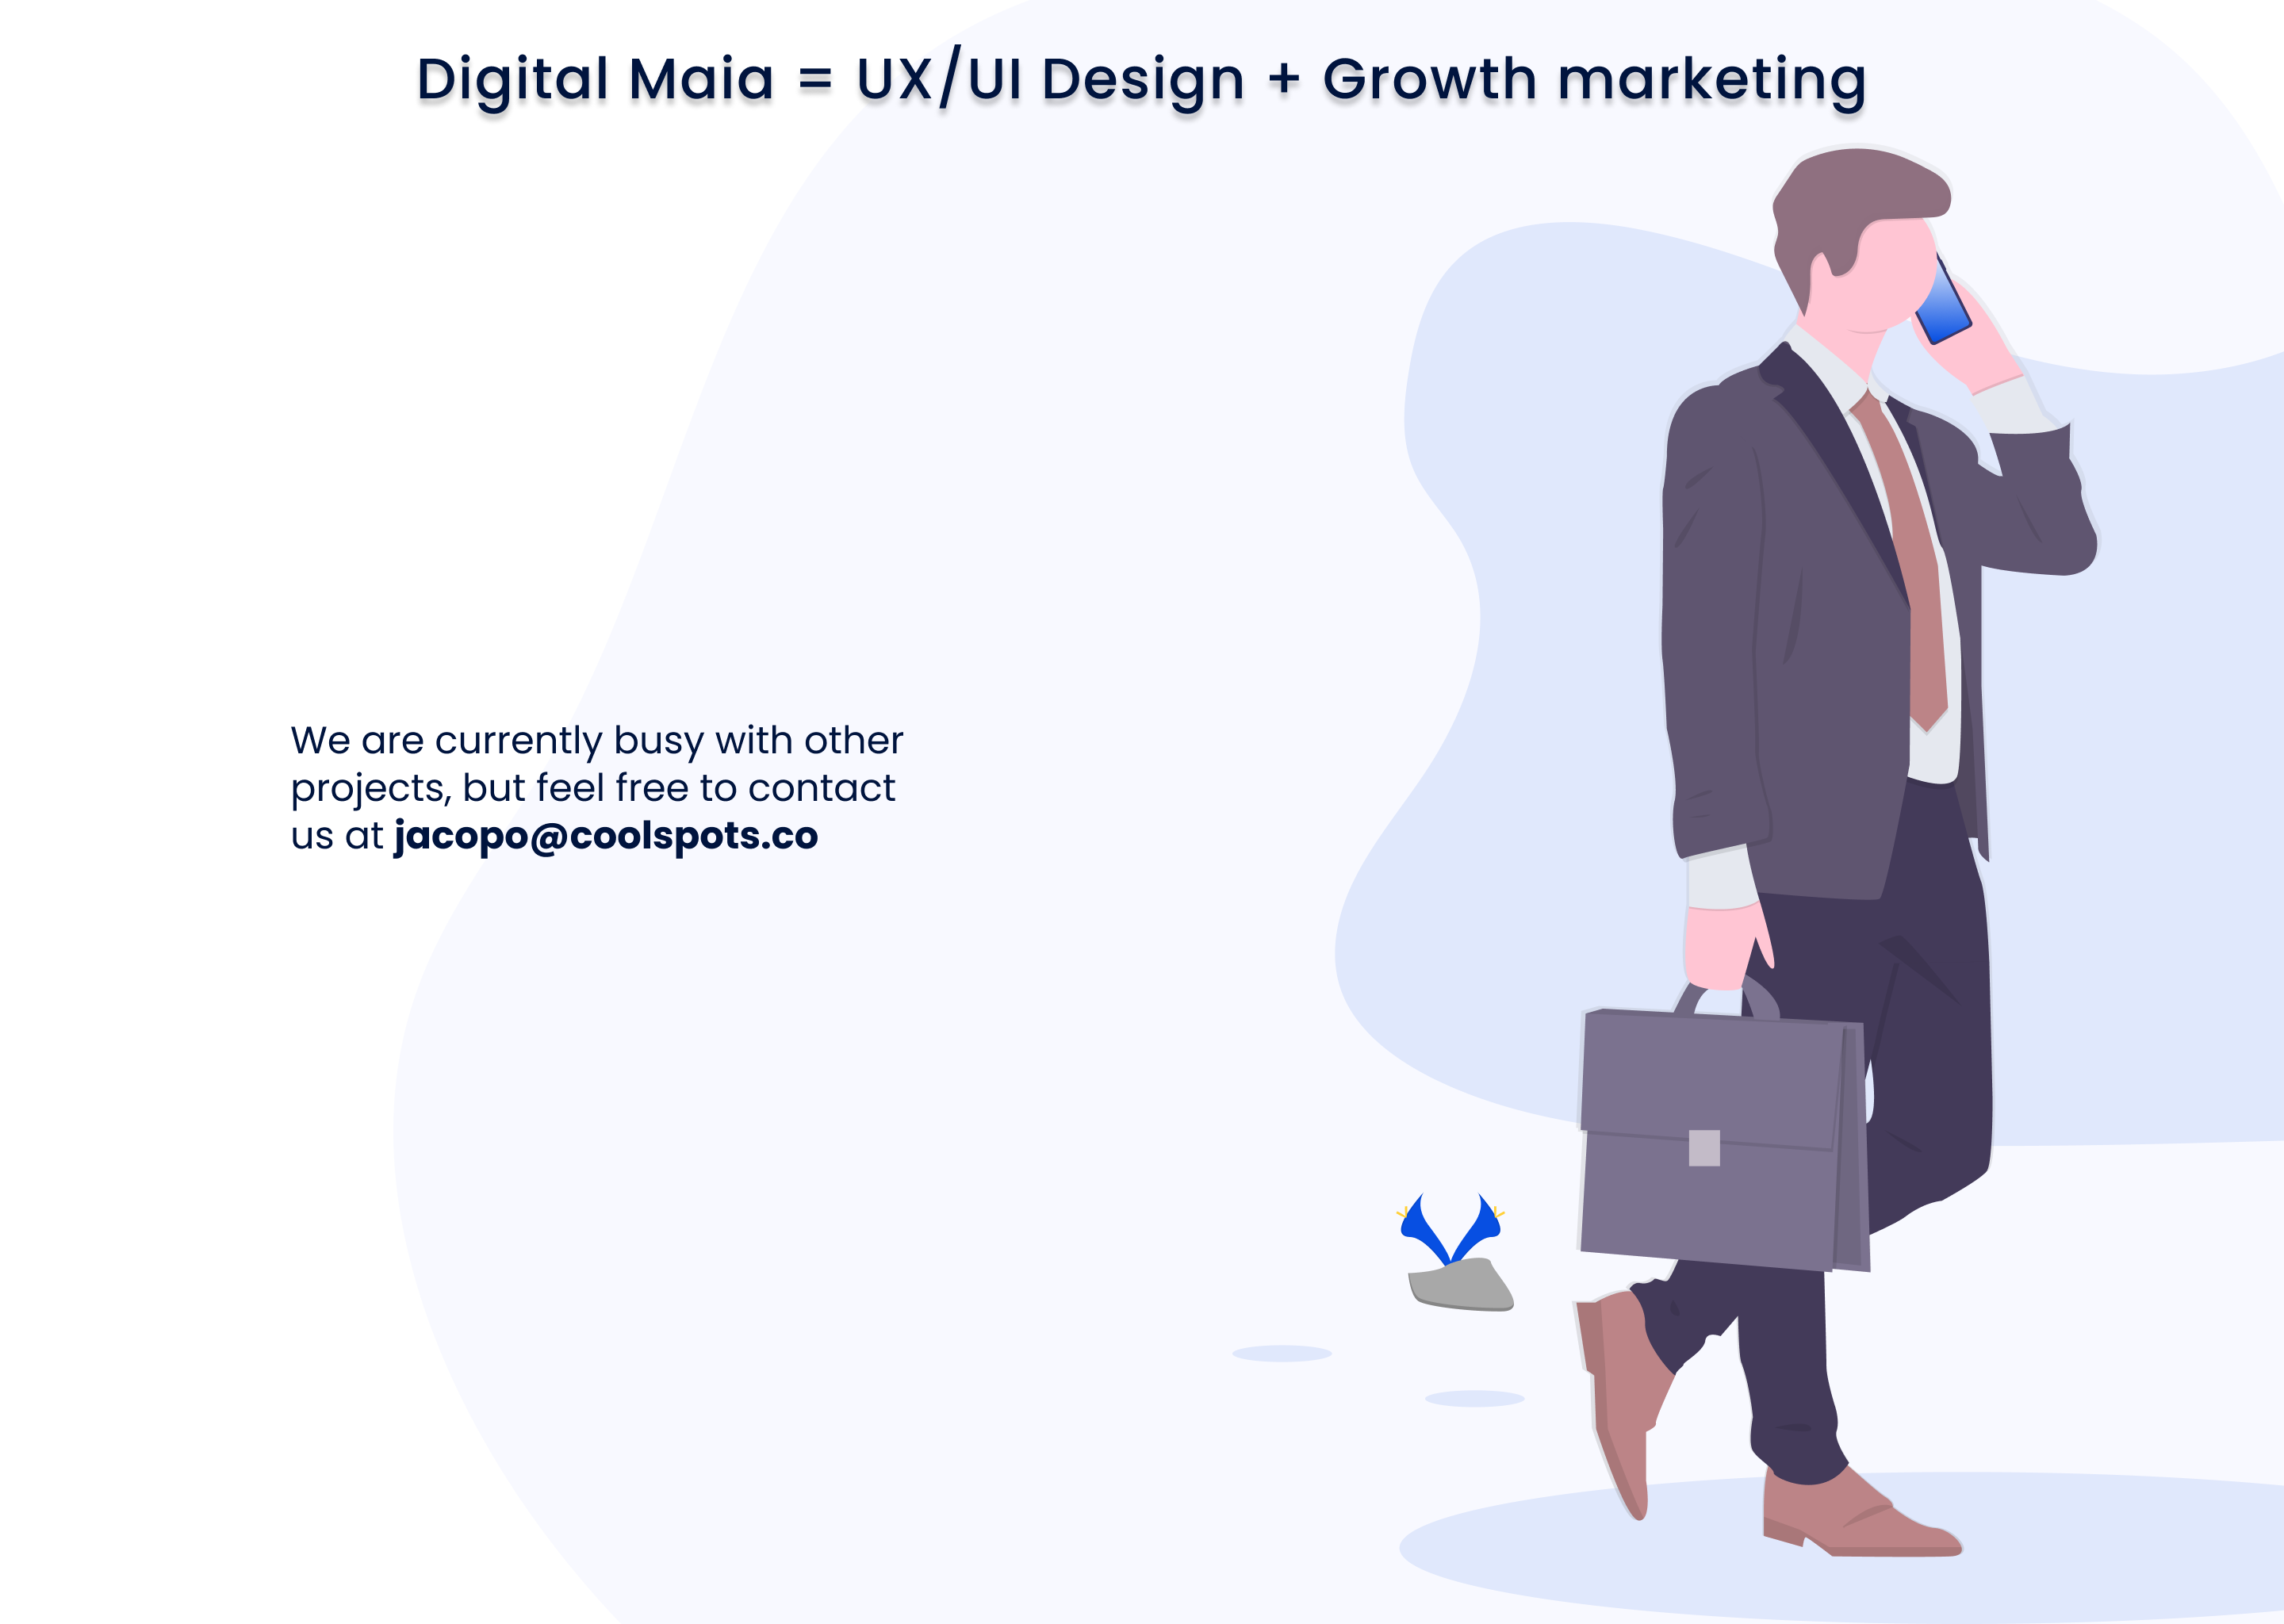 Digital Maia = UX/UI Design + Growth marketing
We are currently busy with other
projects, but feel free to contact
us at jacopo@coolspots.co